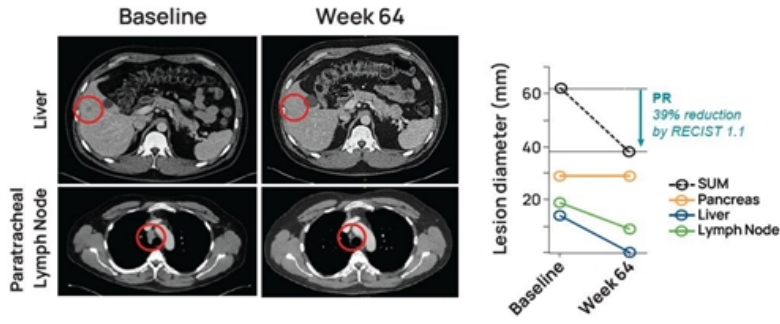 Baseline
Week 64
Liver
Paratracheal
Lymph Node
Lesion diameter (mm)
60
40
20
PR
39% reduction
by RECIST 1.1
SUM
Pancreas
Liver
Lymph Node
Baseline
Week 64